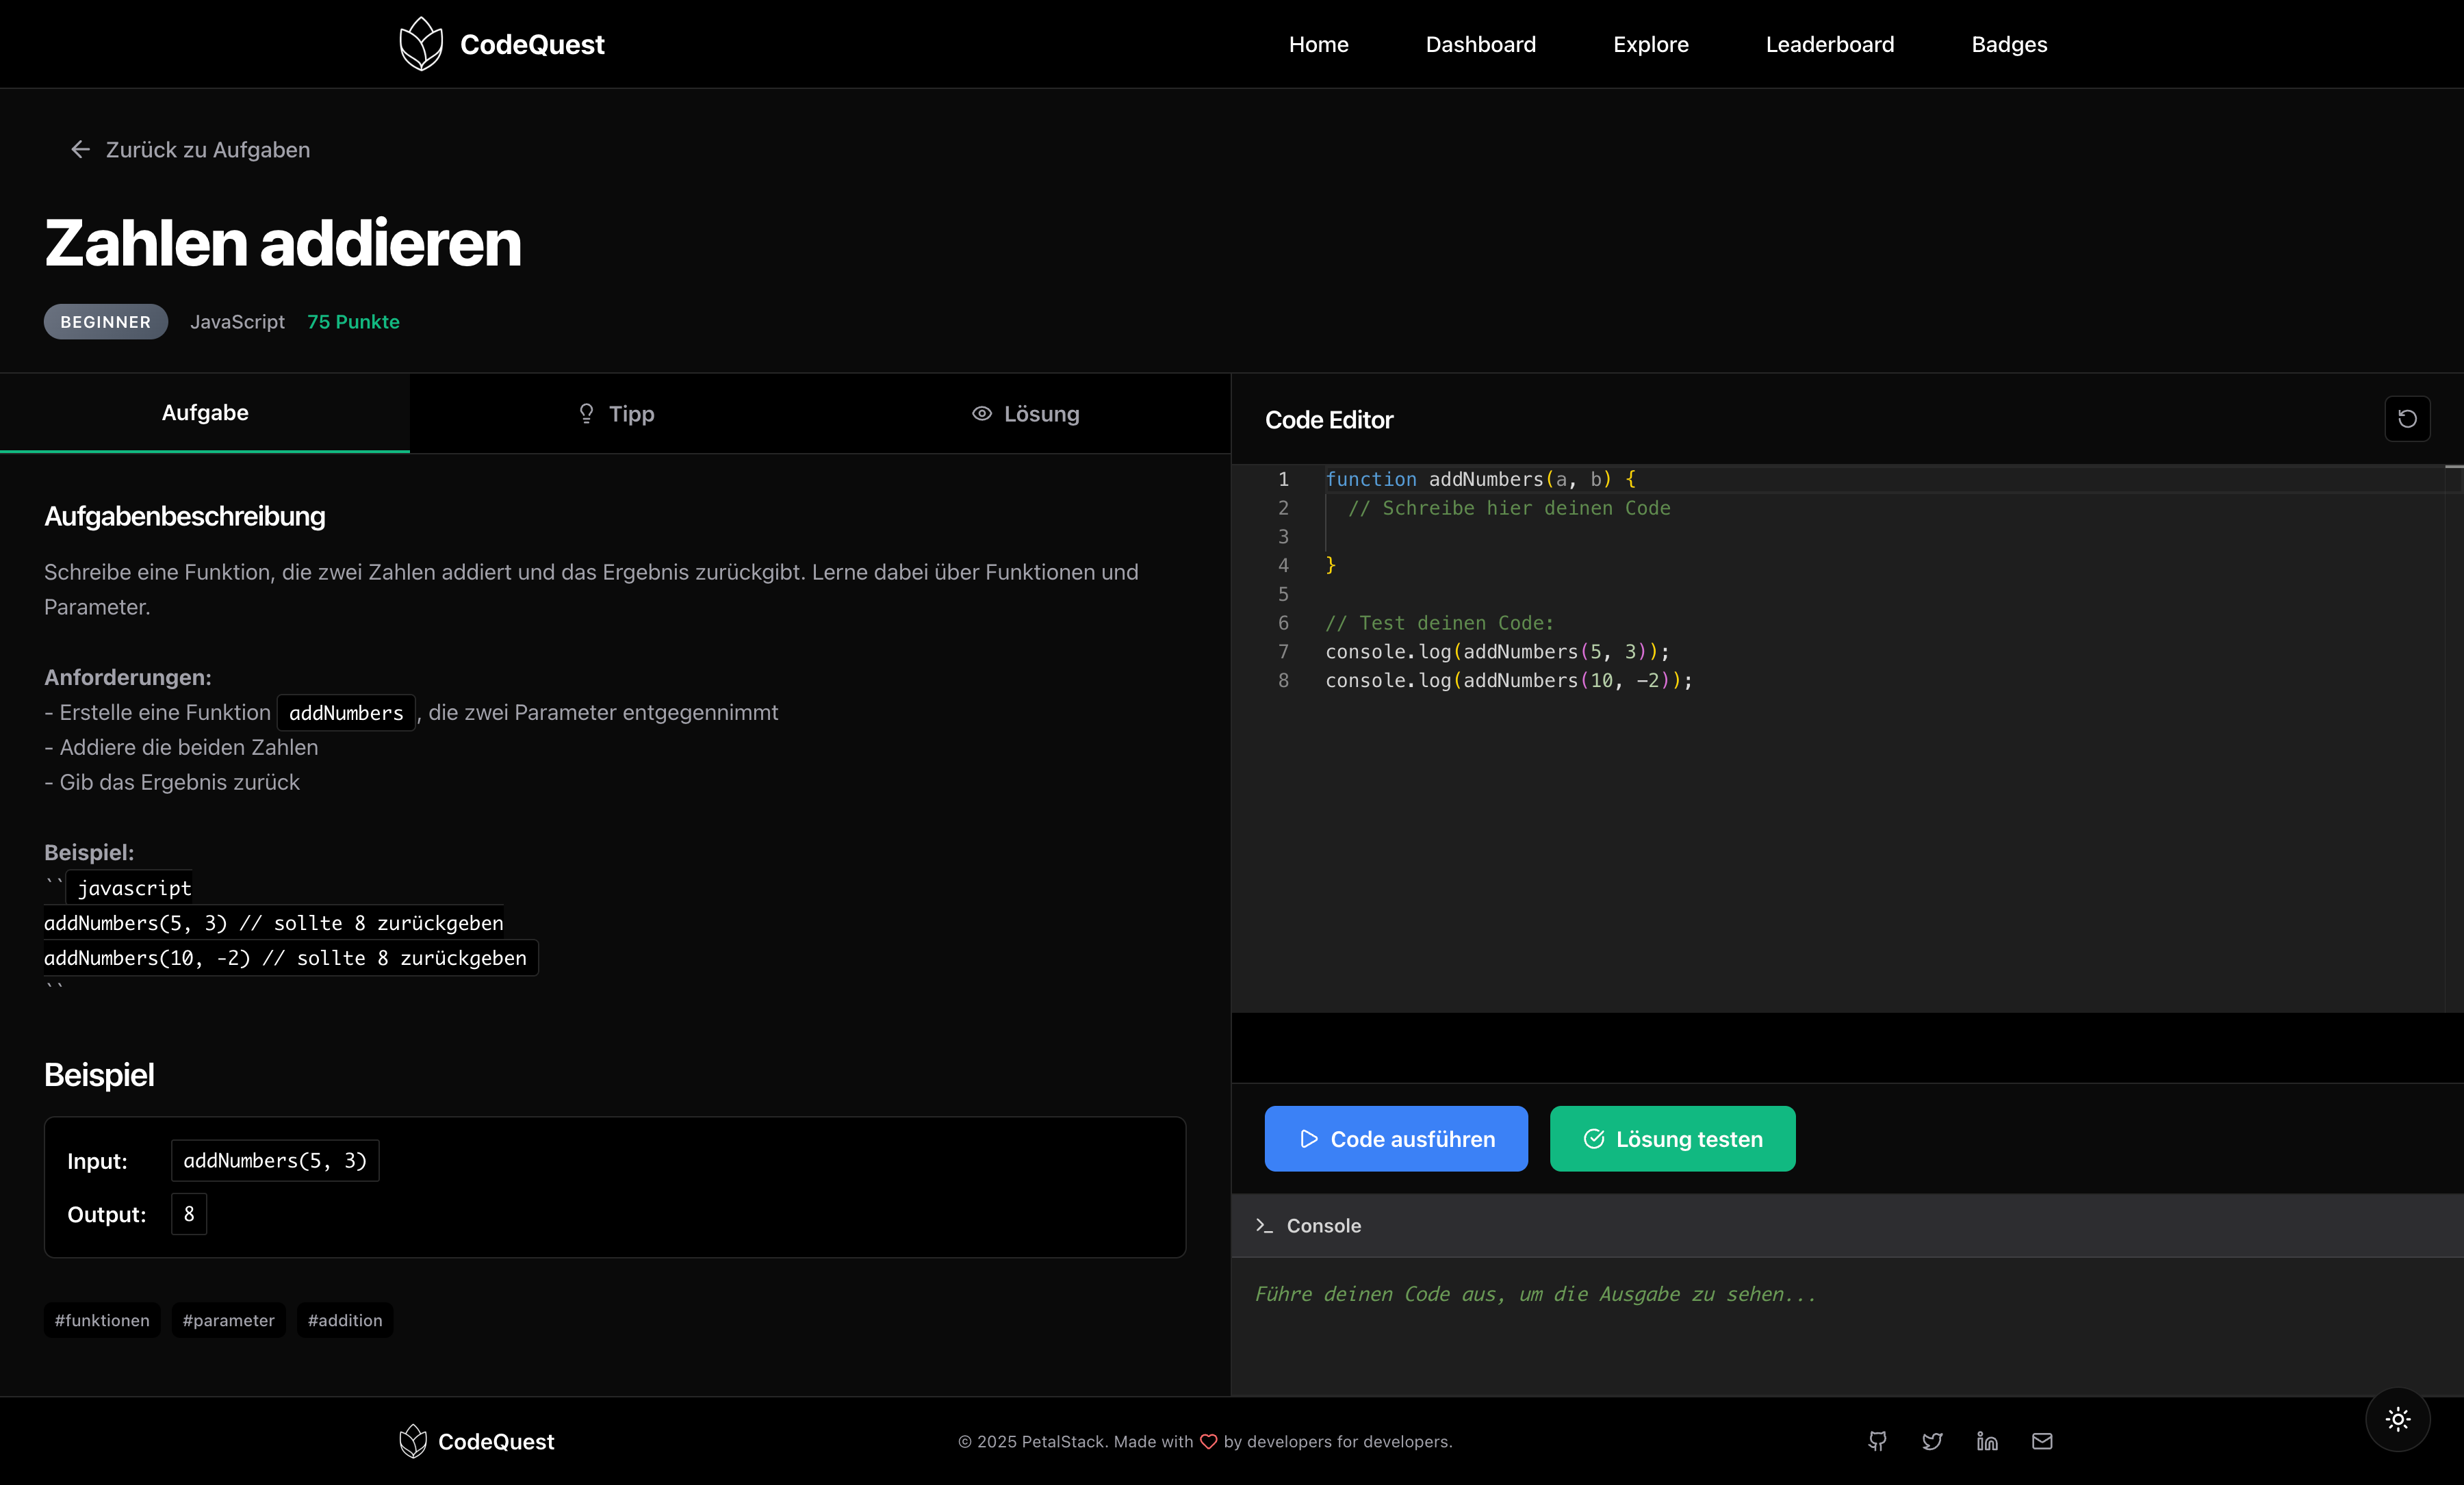 CodeQuest
Home
Dashboard
Explore
Leaderboard
Badges
Zurück zu Aufgaben
Zahlen addieren
BEGINNER
JavaScript
75 Punkte
Aufgabe
Tipp
Lösung
Aufgabenbeschreibung
Schreibe eine Funktion, die zwei Zahlen addiert und das Ergebnis zurückgibt. Lerne dabei über Funktionen und
Parameter.
Anforderungen:
- Erstelle eine Funktion addNumbers, die zwei Parameter entgegennimmt
- Addiere die beiden Zahlen
- Gib das Ergebnis zurück
Beispiel:
``javascript
addNumbers(5, 3) // sollte 8 zurückgeben
addNumbers(10, -2) // sollte 8 zurückgeben
``
Beispiel
Input: addNumbers(5, 3)
Output: 8
#funktionen #parameter #addition
Code Editor
1 function addNumbers(a, b) {
2 // Schreibe hier deinen Code
3
4 }
5
6 // Test deinen Code:
7 console.log(addNumbers(5, 3));
8 console.log(addNumbers(10, -2));
Code ausführen
Lösung testen
Console
Führe deinen Code aus, um die Ausgabe zu sehen...
CodeQuest
© 2025 PetalStack. Made with ♡ by developers for developers.